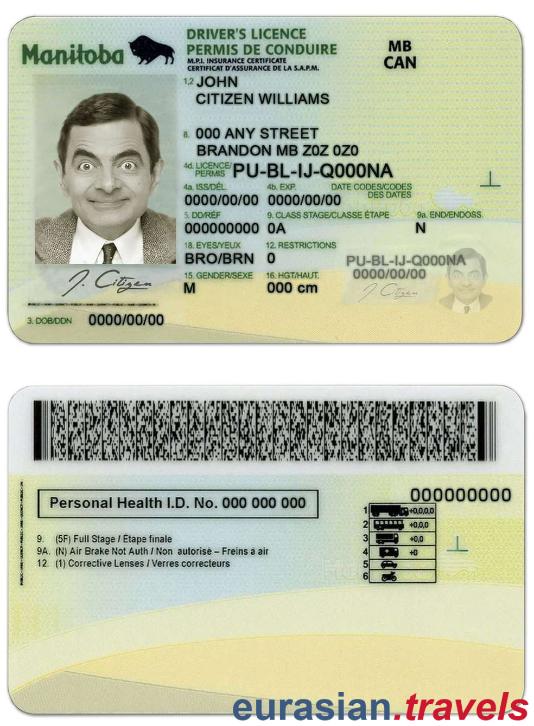 Manitoba
DRIVER'S LICENCE
PERMIS DE CONDUIRE
M.P.I. INSURANCE CERTIFICATE
CERTIFICAT D'ASSURANCE DE LA S.A.P.M.
MB
CAN
1,2 JOHN
CITIZEN WILLIAMS
8. 000 ANY STREET
BRANDON MB Z0Z 0Z0
4d. LICENCE/PERMIS PU-BL-IJ-Q000NA
4a. ISS/DÉL. 4b. EXP. DATE CODES/CODES DES DATES
0000/00/00 0000/00/00
5. DD/RÉF 9. CLASS STAGE/CLASSE ÉTAPE 9a. END/ENDOSS.
000000000 0A N
18. EYES/YEUX 12. RESTRICTIONS
BRO/BRN 0
15. GENDER/SEXE 16. HGT/HAUT.
M 000 cm
PU-BL-IJ-Q000NA
0000/00/00
J. Citizen
J. Citizen
3. DOB/DDN 0000/00/00
Personal Health I.D. No. 000 000 000
000000000
9. (5F) Full Stage / Étape finale
9A. (N) Air Brake Not Auth / Non autorise – Freins à air
12. (1) Corrective Lenses / Verres correcteurs
1 +0,0,0,0
2 +0,0,0
3 +0,0
4 +0
5
6
eurasian.travels